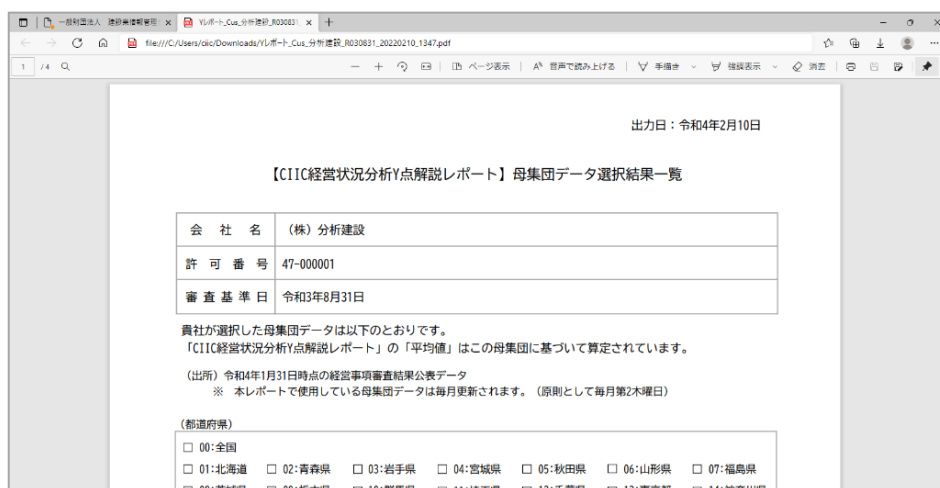 一般財団法人 建設業情報管理
Yレポート_Cus_分析建設_R030831_
file:///C:/Users/ciic/Downloads/Yレポート_Cus_分析建設_R030831_20220210_1347.pdf
1 / 4 ページ表示 音声で読み上げる 手描き 強調表示 消去
出力日：令和4年2月10日
【CIIC経営状況分析Y点解説レポート】母集団データ選択結果一覧
会 社 名 （株）分析建設
許 可 番 号 47-000001
審 査 基 準 日 令和3年8月31日
貴社が選択した母集団データは以下のとおりです。
「CIIC経営状況分析Y点解説レポート」の「平均値」はこの母集団に基づいて算定されています。
（出所）令和4年1月31日時点の経営事項審査結果公表データ
※ 本レポートで使用している母集団データは毎月更新されます。（原則として毎月第2木曜日）
（都道府県）
□ 00:全国
□ 01:北海道 □ 02:青森県 □ 03:岩手県 □ 04:宮城県 □ 05:秋田県 □ 06:山形県 □ 07:福島県